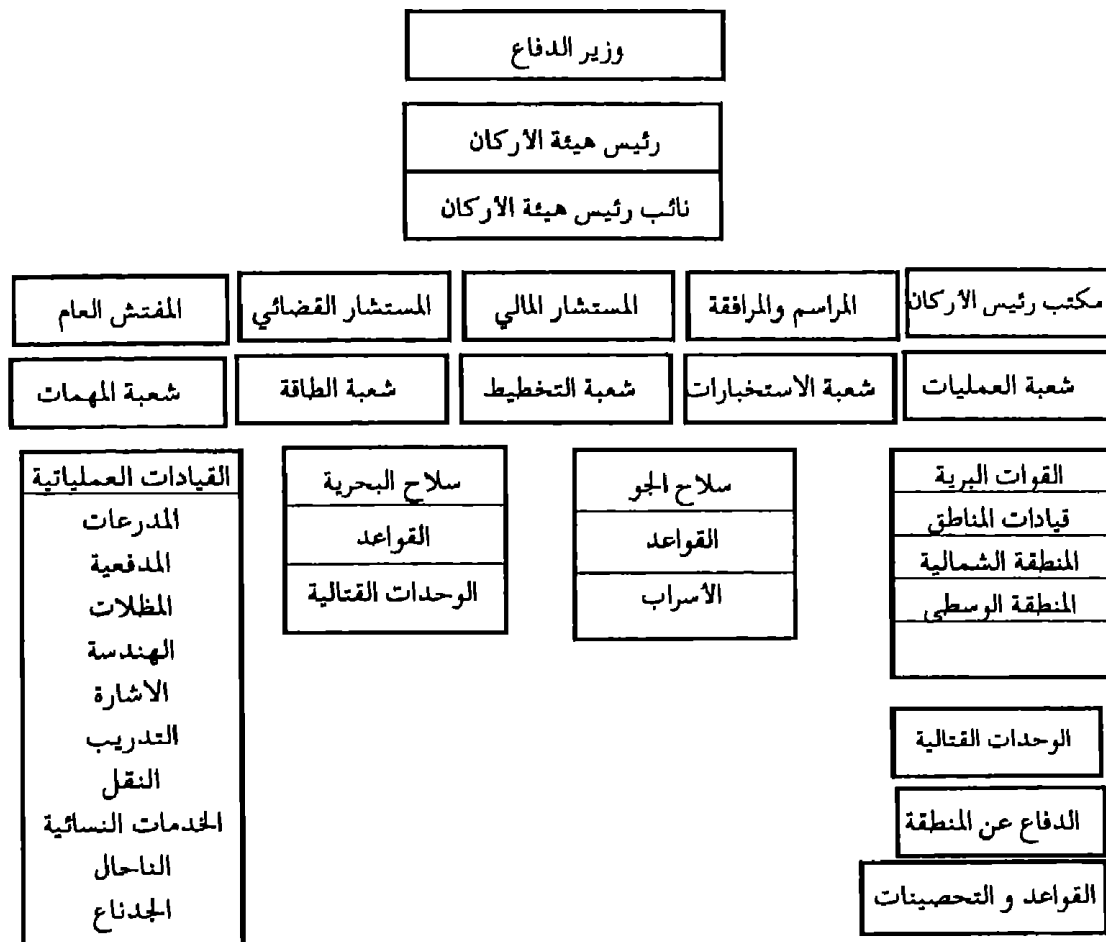 وزير الدفاع
رئيس هيئة الاركان
نائب رئيس هيئة الاركان
مكتب رئيس الأركان
المراسم والمرافقة
المستشار المالي
المستشار القضائي
المفتش العام
شعبة العمليات
شعبة الاستخبارات
شعبة التخطيط
شعبة الطاقة
شعبة المهمات
القوات البرية
قيادات المناطق
المنطقة الشمالية
المنطقة الوسطى
الوحدات القتالية
الدفاع عن المنطقة
القواعد و التحصينات
سلاح الجو
القواعد
الأسراب
سلاح البحرية
القواعد
الوحدات القتالية
القيادات العملياتية
المدرعات
المدفعية
المظلات
الهندسة
الاشارة
التدريب
النقل
الخدمات النسائية
الناحال
الجدناع